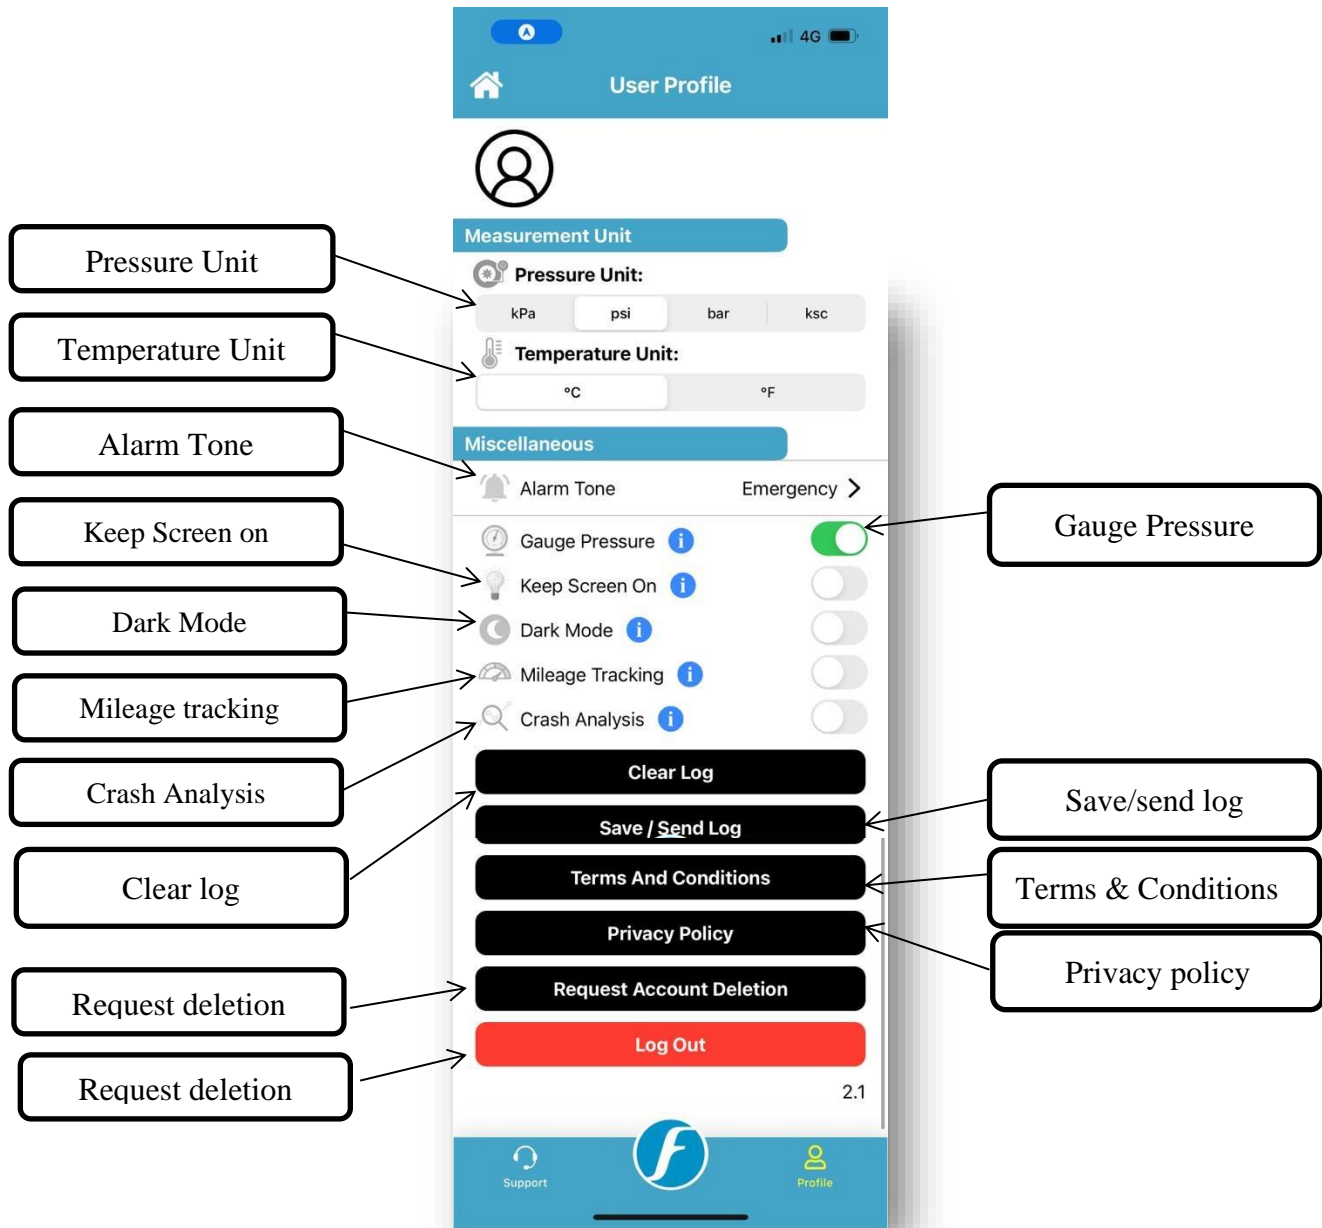 4G
User Profile
Measurement Unit
Pressure Unit:
kPa psi bar ksc
Temperature Unit:
°C °F
Miscellaneous
Alarm Tone Emergency
Gauge Pressure i
Keep Screen On i
Dark Mode i
Mileage Tracking i
Crash Analysis i
Clear Log
Save / Send Log
Terms And Conditions
Privacy Policy
Request Account Deletion
Log Out
2.1
Support
f
Profile
Pressure Unit
Temperature Unit
Alarm Tone
Keep Screen on
Dark Mode
Mileage tracking
Crash Analysis
Clear log
Request deletion
Request deletion
Gauge Pressure
Save/send log
Terms & Conditions
Privacy policy